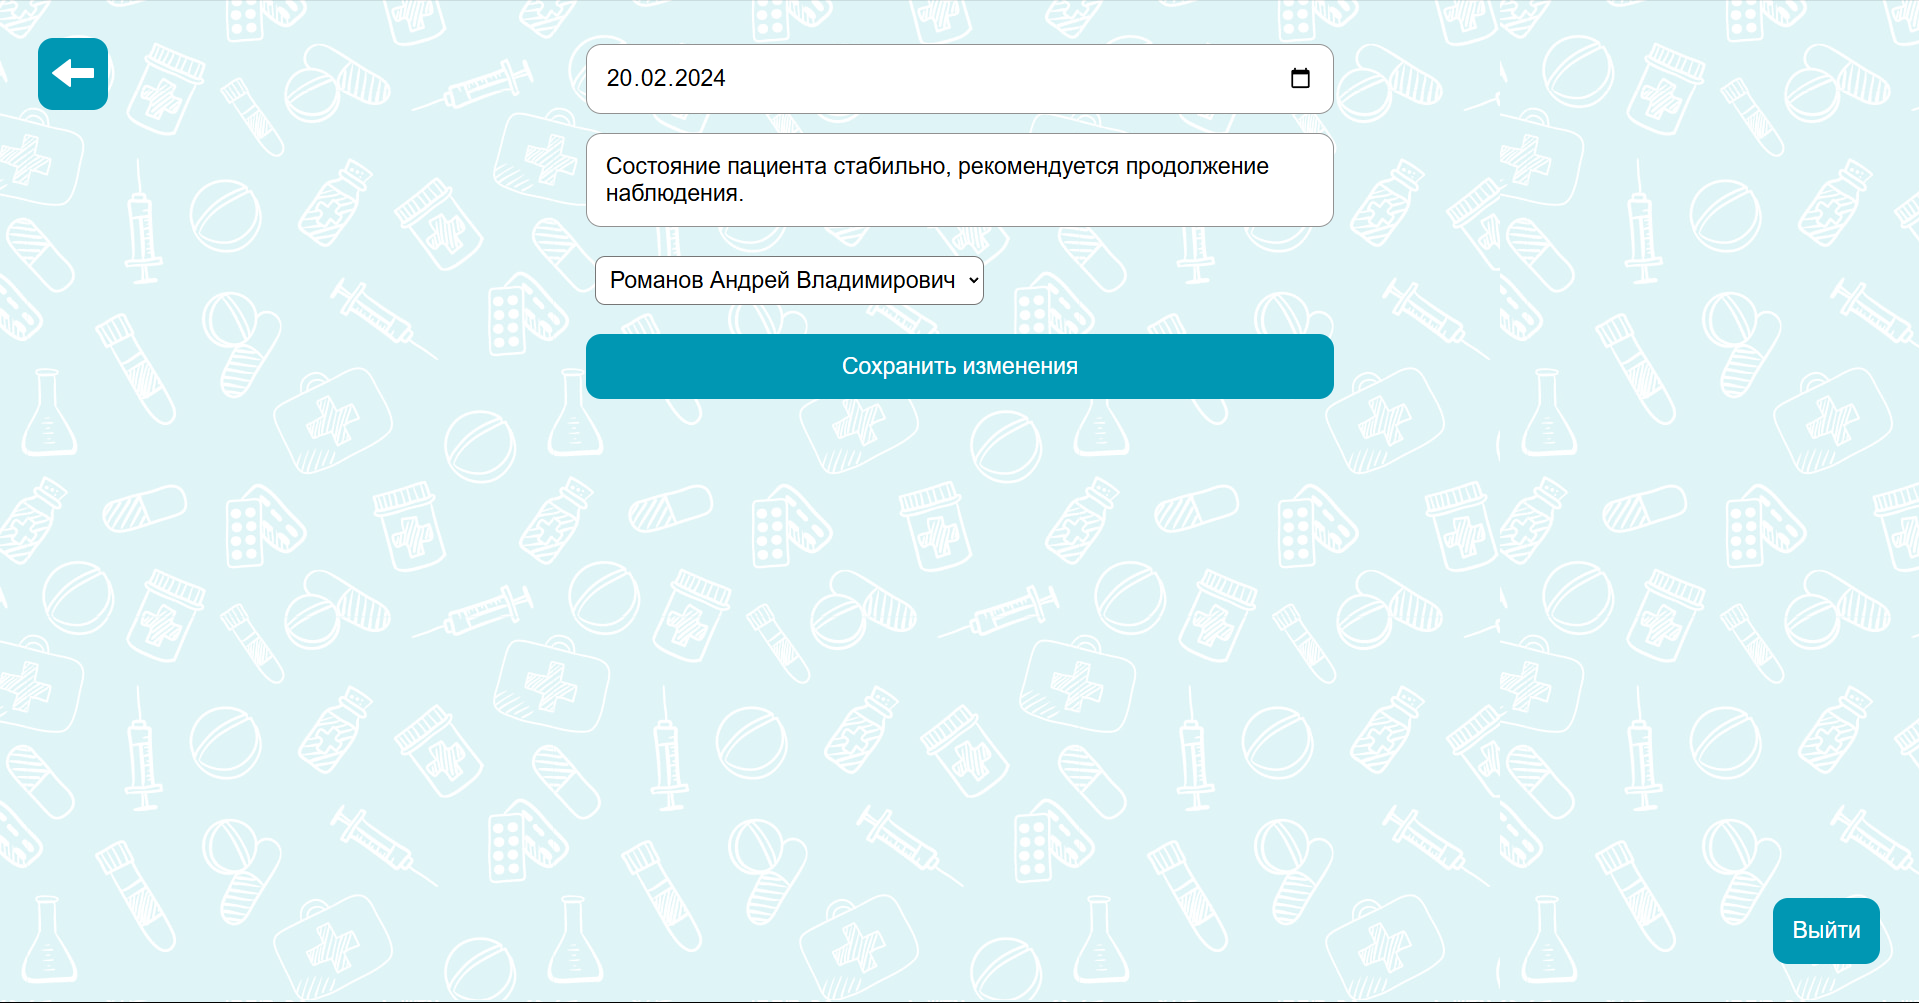 20.02.2024
Состояние пациента стабильно, рекомендуется продолжение
наблюдения.
Романов Андрей Владимирович
Сохранить изменения
Выйти